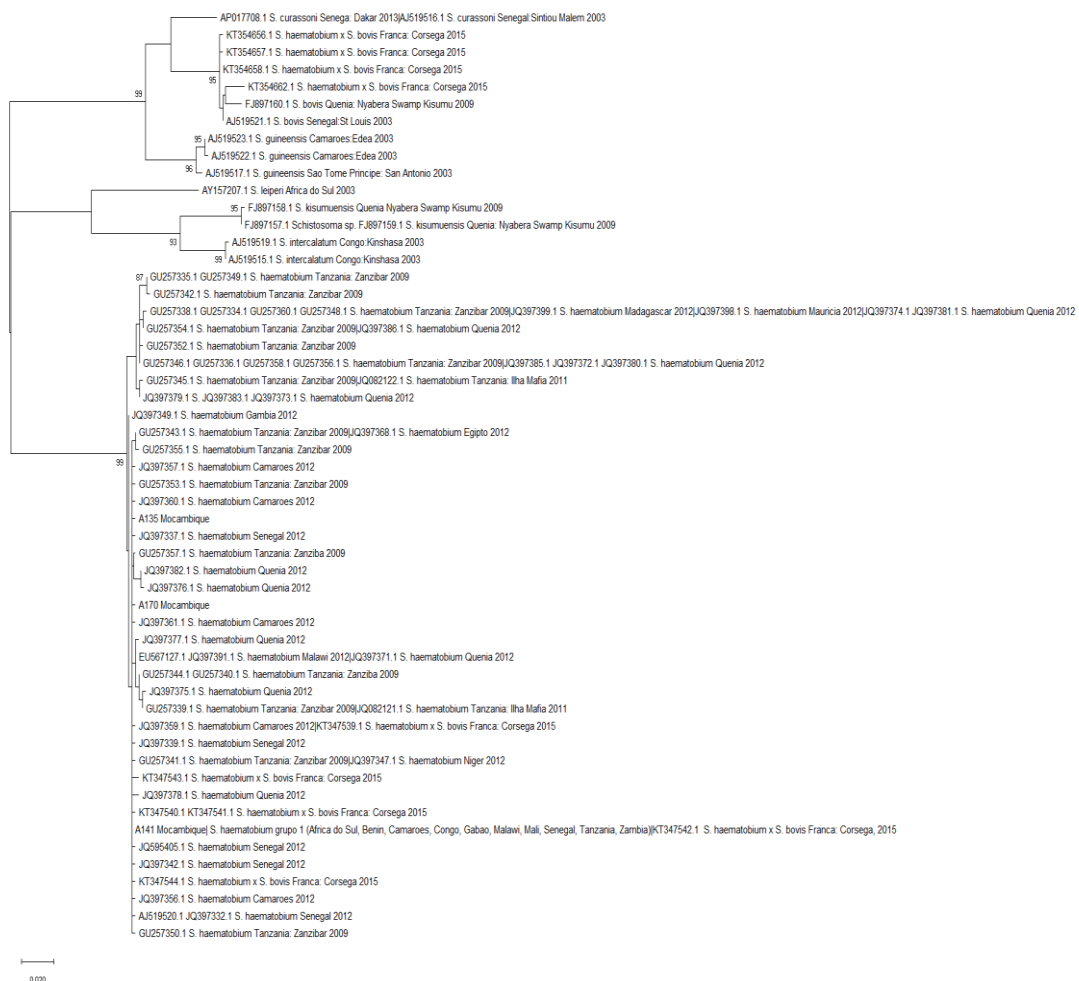 AP017708.1 S. curassoni Senega: Dakar 2013|AJ519516.1 S. curassoni Senegal:Sintiou Malem 2003
KT354656.1 S. haematobium x S. bovis Franca: Corsega 2015
KT354657.1 S. haematobium x S. bovis Franca: Corsega 2015
KT354658.1 S. haematobium x S. bovis Franca: Corsega 2015
95
KT354662.1 S. haematobium x S. bovis Franca: Corsega 2015
99
FJ897160.1 S. bovis Quenia: Nyabera Swamp Kisumu 2009
AJ519521.1 S. bovis Senegal:St Louis 2003
95
AJ519523.1 S. guineensis Camaroes:Edea 2003
AJ519522.1 S. guineensis Camaroes:Edea 2003
96
AJ519517.1 S. guineensis Sao Tome Principe: San Antonio 2003
AY157207.1 S. leiperi Africa do Sul 2003
95
FJ897158.1 S. kisumuensis Quenia Nyabera Swamp Kisumu 2009
FJ897157.1 Schistosoma sp. FJ897159.1 S. kisumuensis Quenia: Nyabera Swamp Kisumu 2009
93
AJ519519.1 S. intercalatum Congo:Kinshasa 2003
99
AJ519515.1 S. intercalatum Congo:Kinshasa 2003
87
GU257335.1 GU257349.1 S. haematobium Tanzania: Zanzibar 2009
GU257342.1 S. haematobium Tanzania: Zanzibar 2009
GU257338.1 GU257334.1 GU257360.1 GU257348.1 S. haematobium Tanzania: Zanzibar 2009|JQ397399.1 S. haematobium Madagascar 2012|JQ397398.1 S. haematobium Mauricia 2012|JQ397374.1 JQ397381.1 S. haematobium Quenia 2012
GU257354.1 S. haematobium Tanzania: Zanzibar 2009|JQ397386.1 S. haematobium Quenia 2012
GU257352.1 S. haematobium Tanzania: Zanzibar 2009
GU257346.1 GU257336.1 GU257358.1 GU257356.1 S. haematobium Tanzania: Zanzibar 2009|JQ397385.1 JQ397372.1 JQ397380.1 S. haematobium Quenia 2012
GU257345.1 S. haematobium Tanzania: Zanzibar 2009|JQ082122.1 S. haematobium Tanzania: Ilha Mafia 2011
JQ397379.1 S. JQ397383.1 JQ397373.1 S. haematobium Quenia 2012
JQ397349.1 S. haematobium Gambia 2012
GU257343.1 S. haematobium Tanzania: Zanzibar 2009|JQ397368.1 S. haematobium Egipto 2012
GU257355.1 S. haematobium Tanzania: Zanzibar 2009
99
JQ397357.1 S. haematobium Camaroes 2012
GU257353.1 S. haematobium Tanzania: Zanzibar 2009
JQ397360.1 S. haematobium Camaroes 2012
A135 Mocambique
JQ397337.1 S. haematobium Senegal 2012
GU257357.1 S. haematobium Tanzania: Zanziba 2009
JQ397382.1 S. haematobium Quenia 2012
JQ397376.1 S. haematobium Quenia 2012
A170 Mocambique
JQ397361.1 S. haematobium Camaroes 2012
JQ397377.1 S. haematobium Quenia 2012
EU567127.1 JQ397391.1 S. haematobium Malawi 2012|JQ397371.1 S. haematobium Quenia 2012
GU257344.1 GU257340.1 S. haematobium Tanzania: Zanziba 2009
JQ397375.1 S. haematobium Quenia 2012
GU257339.1 S. haematobium Tanzania: Zanzibar 2009|JQ082121.1 S. haematobium Tanzania: Ilha Mafia 2011
JQ397359.1 S. haematobium Camaroes 2012|KT347539.1 S. haematobium x S. bovis Franca: Corsega 2015
JQ397339.1 S. haematobium Senegal 2012
GU257341.1 S. haematobium Tanzania: Zanzibar 2009|JQ397347.1 S. haematobium Niger 2012
KT347543.1 S. haematobium x S. bovis Franca: Corsega 2015
JQ397378.1 S. haematobium Quenia 2012
KT347540.1 KT347541.1 S. haematobium x S. bovis Franca: Corsega 2015
A141 Mocambique| S. haematobium grupo 1 (Africa do Sul, Benin, Camaroes, Congo, Gabao, Malawi, Mali, Senegal, Tanzania, Zambia)|KT347542.1 S. haematobium x S. bovis Franca: Corsega, 2015
JQ595405.1 S. haematobium Senegal 2012
JQ397342.1 S. haematobium Senegal 2012
KT347544.1 S. haematobium x S. bovis Franca: Corsega 2015
JQ397356.1 S. haematobium Camaroes 2012
AJ519520.1 JQ397332.1 S. haematobium Senegal 2012
GU257350.1 S. haematobium Tanzania: Zanzibar 2009
0.020